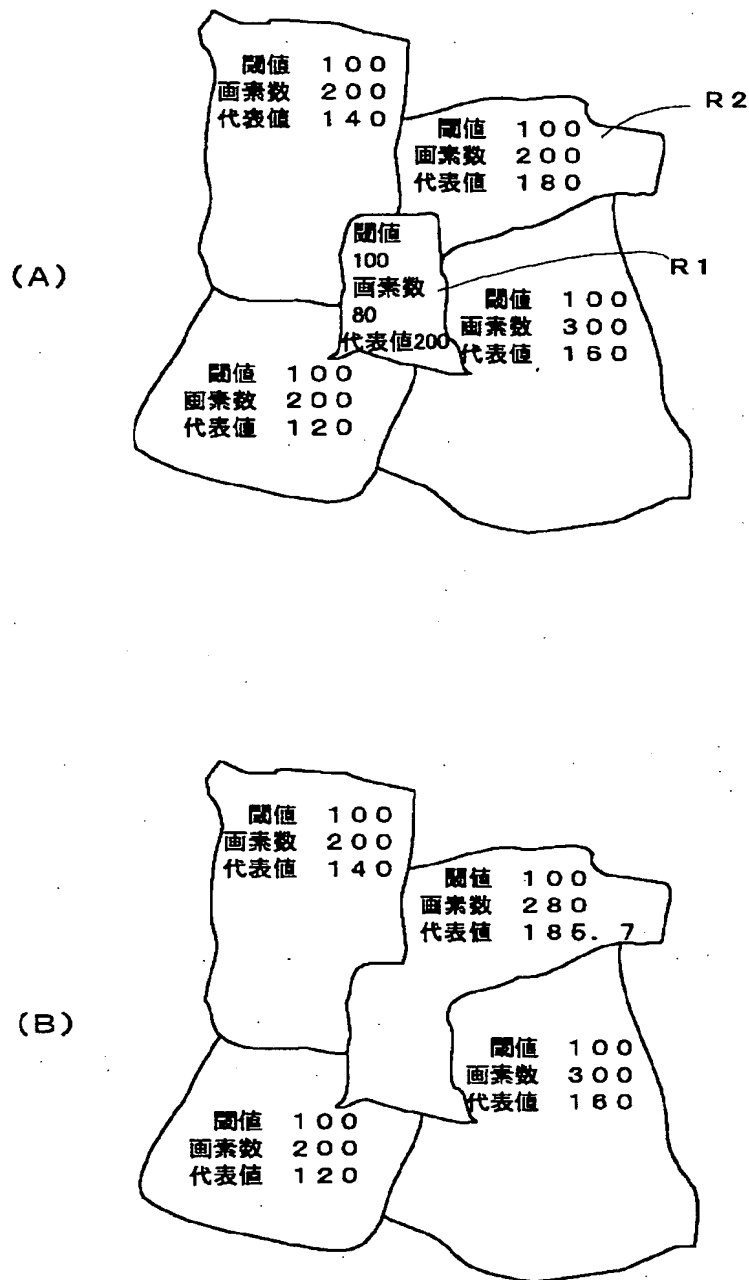 閾値 100
画素数 200
代表値 140
閾値 100
画素数 200
代表値 180
R2
(A)
閾値
100
画素数
80
代表値200
R1
閾値 100
画素数 300
代表値 160
閾値 100
画素数 200
代表値 120
閾値 100
画素数 200
代表値 140
閾値 100
画素数 280
代表値 185.7
(B)
閾値 100
画素数 300
代表値 160
閾値 100
画素数 200
代表値 120